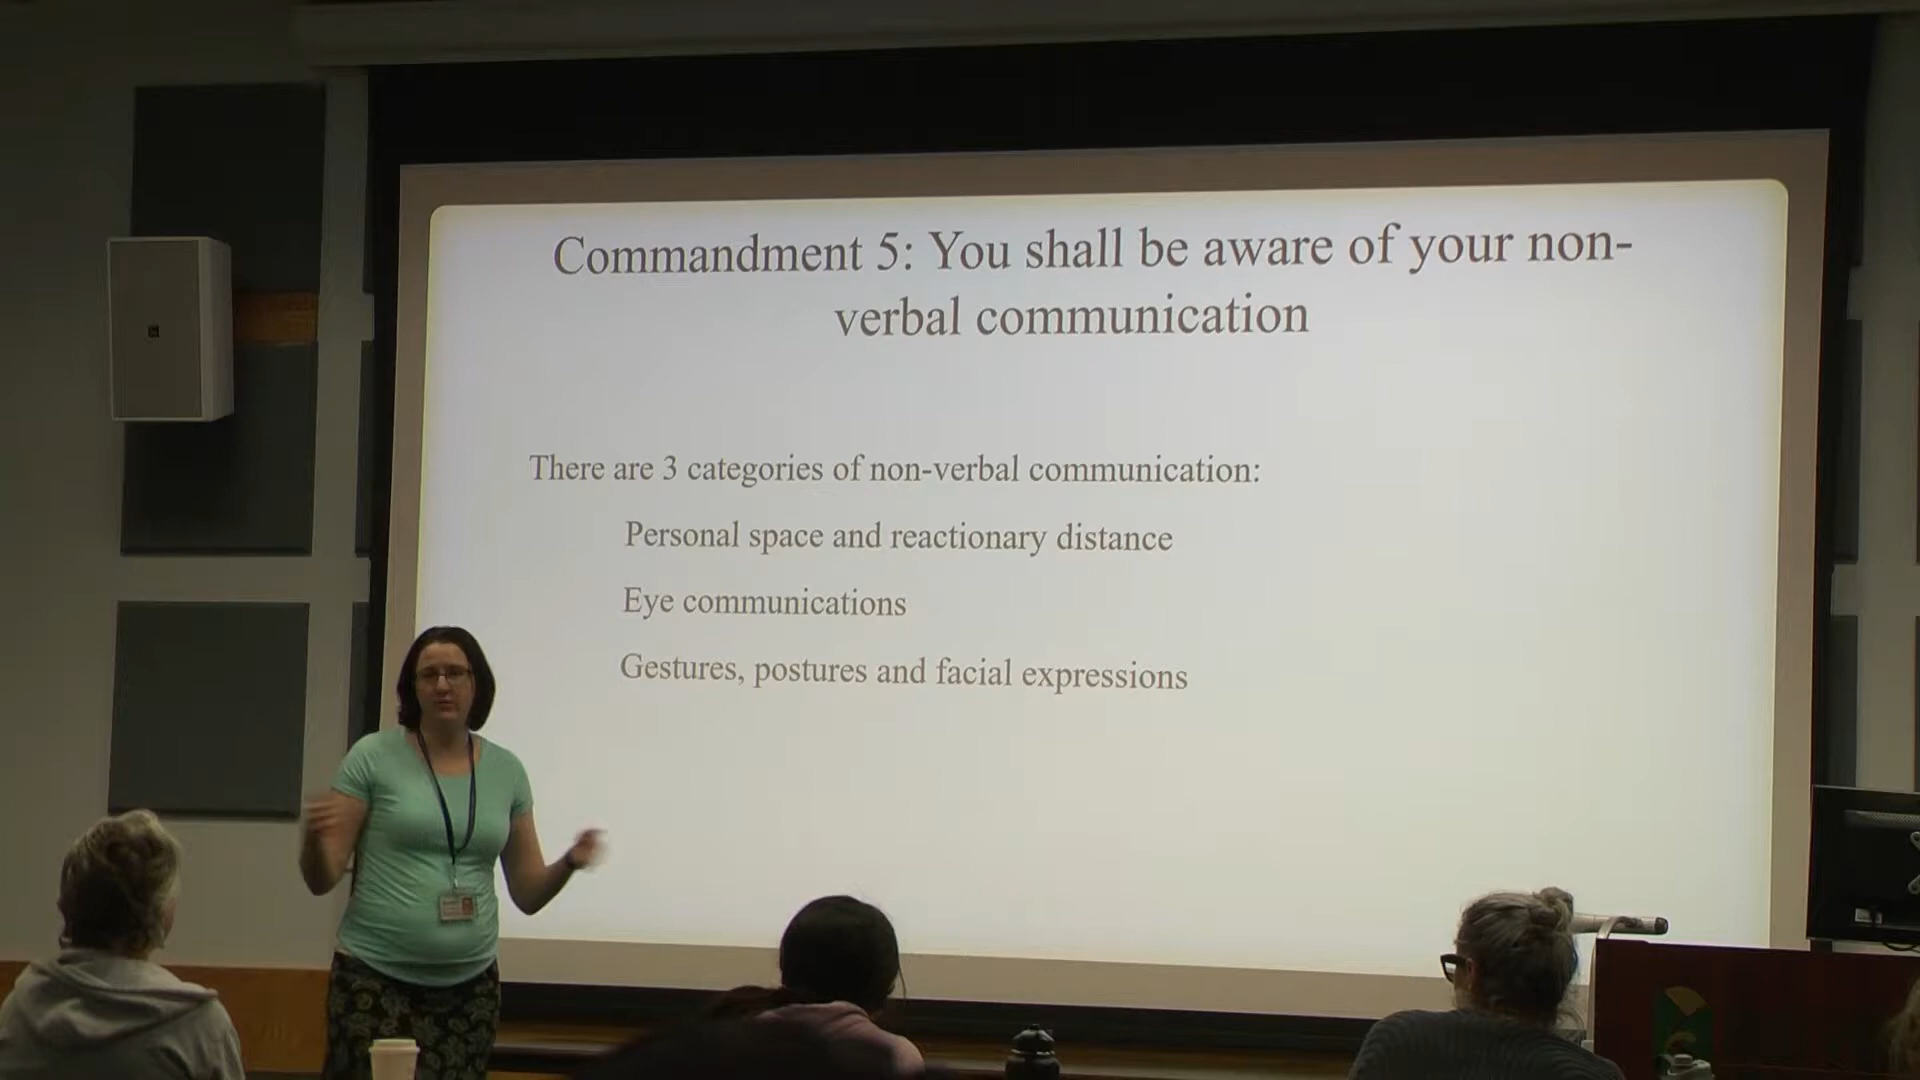 Commandment 5: You shall be aware of your non-
verbal communication
There are 3 categories of non-verbal communication:
Personal space and reactionary distance
Eye communications
Gestures, postures and facial expressions